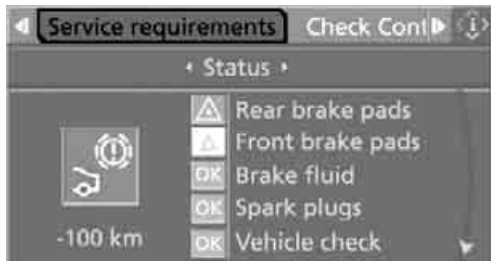 Service requirements Check Cont
Status
Rear brake pads
Front brake pads
OK Brake fluid
OK Spark plugs
-100 km OK Vehicle check